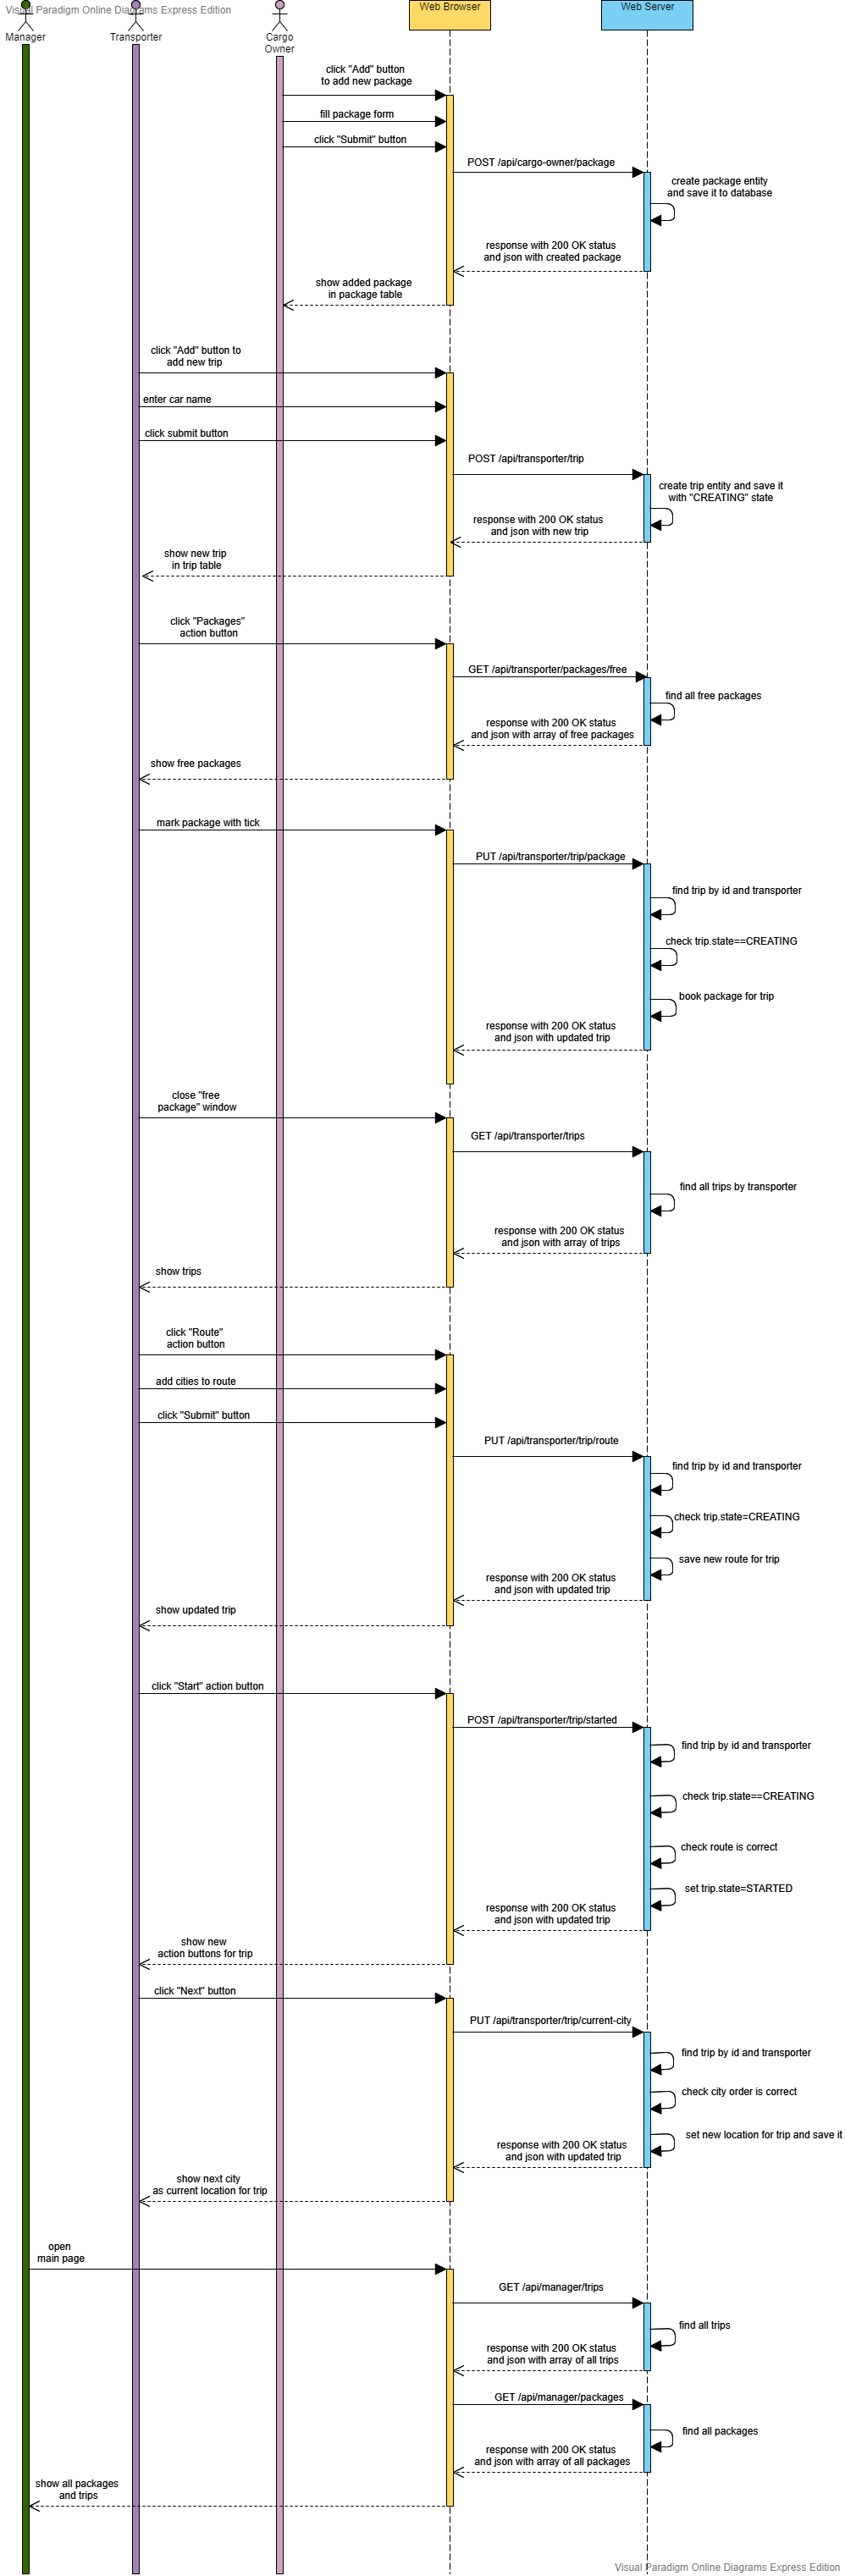 Visual Paradigm Online Diagrams Express Edition
Manager
Transporter
Cargo
Owner
Web Browser
Web Server
click "Add" button
to add new package
fill package form
click "Submit" button
POST /api/cargo-owner/package
create package entity
and save it to database
response with 200 OK status
and json with created package
show added package
in package table
click "Add" button to
add new trip
enter car name
click submit button
POST /api/transporter/trip
create trip entity and save it
with "CREATING" state
response with 200 OK status
and json with new trip
show new trip
in trip table
click "Packages"
action button
GET /api/transporter/packages/free
find all free packages
response with 200 OK status
and json with array of free packages
show free packages
mark package with tick
PUT /api/transporter/trip/package
find trip by id and transporter
check trip.state==CREATING
book package for trip
response with 200 OK status
and json with updated trip
close "free
package" window
GET /api/transporter/trips
find all trips by transporter
response with 200 OK status
and json with array of trips
show trips
click "Route"
action button
add cities to route
click "Submit" button
PUT /api/transporter/trip/route
find trip by id and transporter
check trip.state=CREATING
save new route for trip
response with 200 OK status
and json with updated trip
show updated trip
click "Start" action button
POST /api/transporter/trip/started
find trip by id and transporter
check trip.state==CREATING
check route is correct
set trip.state=STARTED
response with 200 OK status
and json with updated trip
show new
action buttons for trip
click "Next" button
PUT /api/transporter/trip/current-city
find trip by id and transporter
check city order is correct
set new location for trip and save it
response with 200 OK status
and json with updated trip
show next city
as current location for trip
open
main page
GET /api/manager/trips
find all trips
response with 200 OK status
and json with array of all trips
GET /api/manager/packages
find all packages
response with 200 OK status
and json with array of all packages
show all packages
and trips
Visual Paradigm Online Diagrams Express Edition